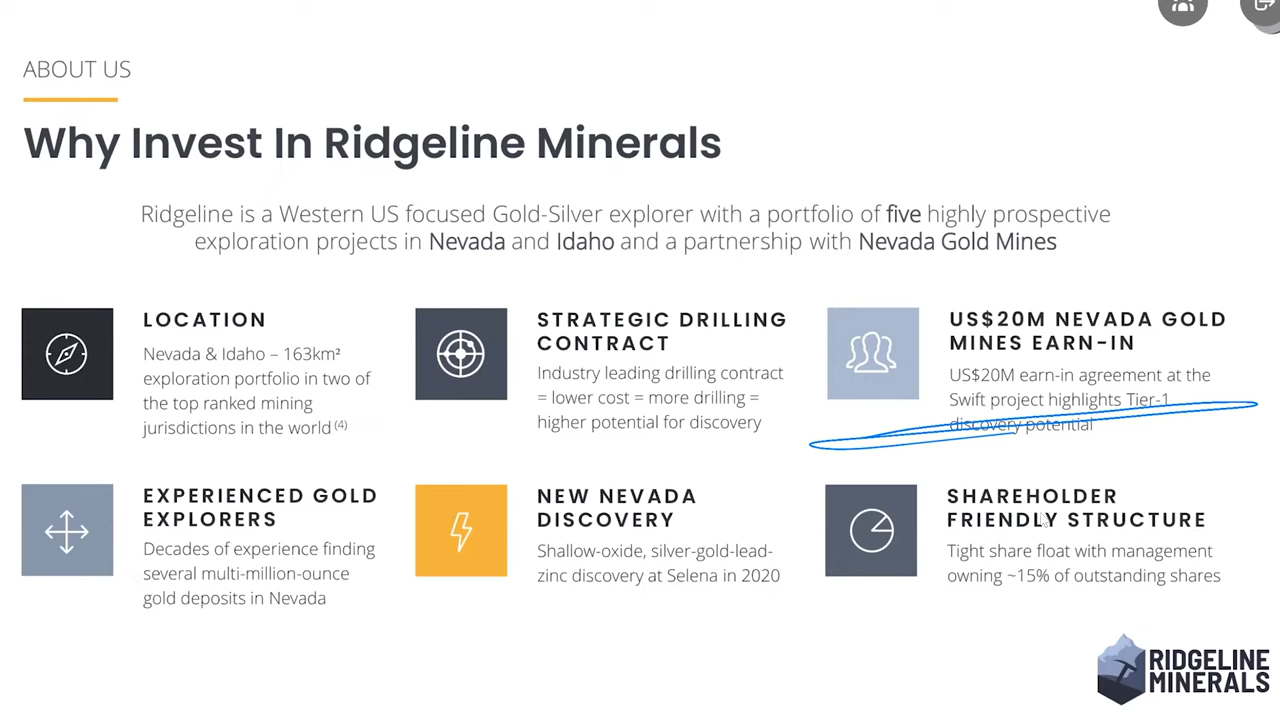 ABOUT US
Why Invest In Ridgeline Minerals
Ridgeline is a Western US focused Gold-Silver explorer with a portfolio of five highly prospective
exploration projects in Nevada and Idaho and a partnership with Nevada Gold Mines
LOCATION
Nevada & Idaho – 163km²
exploration portfolio in two of
the top ranked mining
jurisdictions in the world (4)
STRATEGIC DRILLING
CONTRACT
Industry leading drilling contract
= lower cost = more drilling =
higher potential for discovery
US$20M NEVADA GOLD
MINES EARN-IN
US$20M earn-in agreement at the
Swift project highlights Tier-1
discovery potential
EXPERIENCED GOLD
EXPLORERS
Decades of experience finding
several multi-million-ounce
gold deposits in Nevada
NEW NEVADA
DISCOVERY
Shallow-oxide, silver-gold-lead-
zinc discovery at Selena in 2020
SHAREHOLDER
FRIENDLY STRUCTURE
Tight share float with management
owning ~15% of outstanding shares
RIDGELINE
MINERALS